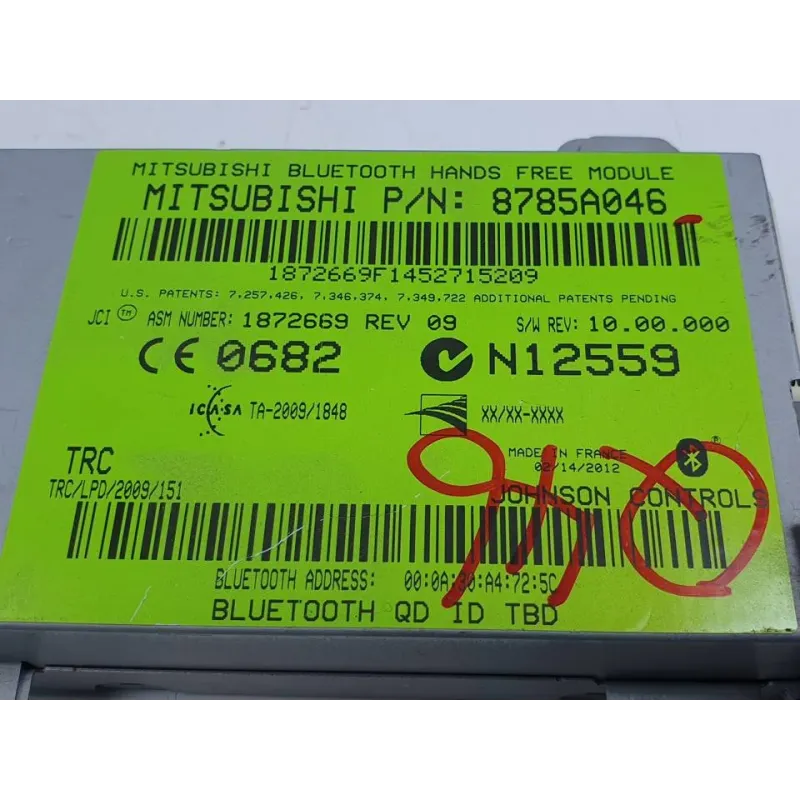 MITSUBISHI BLUETOOTH HANDS FREE MODULE
MITSUBISHI P/N: 8785A046
1872669F1452715209
U.S. PATENTS: 7,257,426, 7,346,374, 7,349,722 ADDITIONAL PATENTS PENDING
JCI TM ASM NUMBER: 1872669 REV 09 S/W REV: 10.00.000
CE 0682 N12559
ICASA TA-2009/1848 XX/XX-XXXX
TRC
TRC/LPD/2009/151
MADE IN FRANCE
02/14/2012
JOHNSON CONTROLS
BLUETOOTH ADDRESS: 00:0A:30:A4:72:5C
BLUETOOTH QD ID TBD